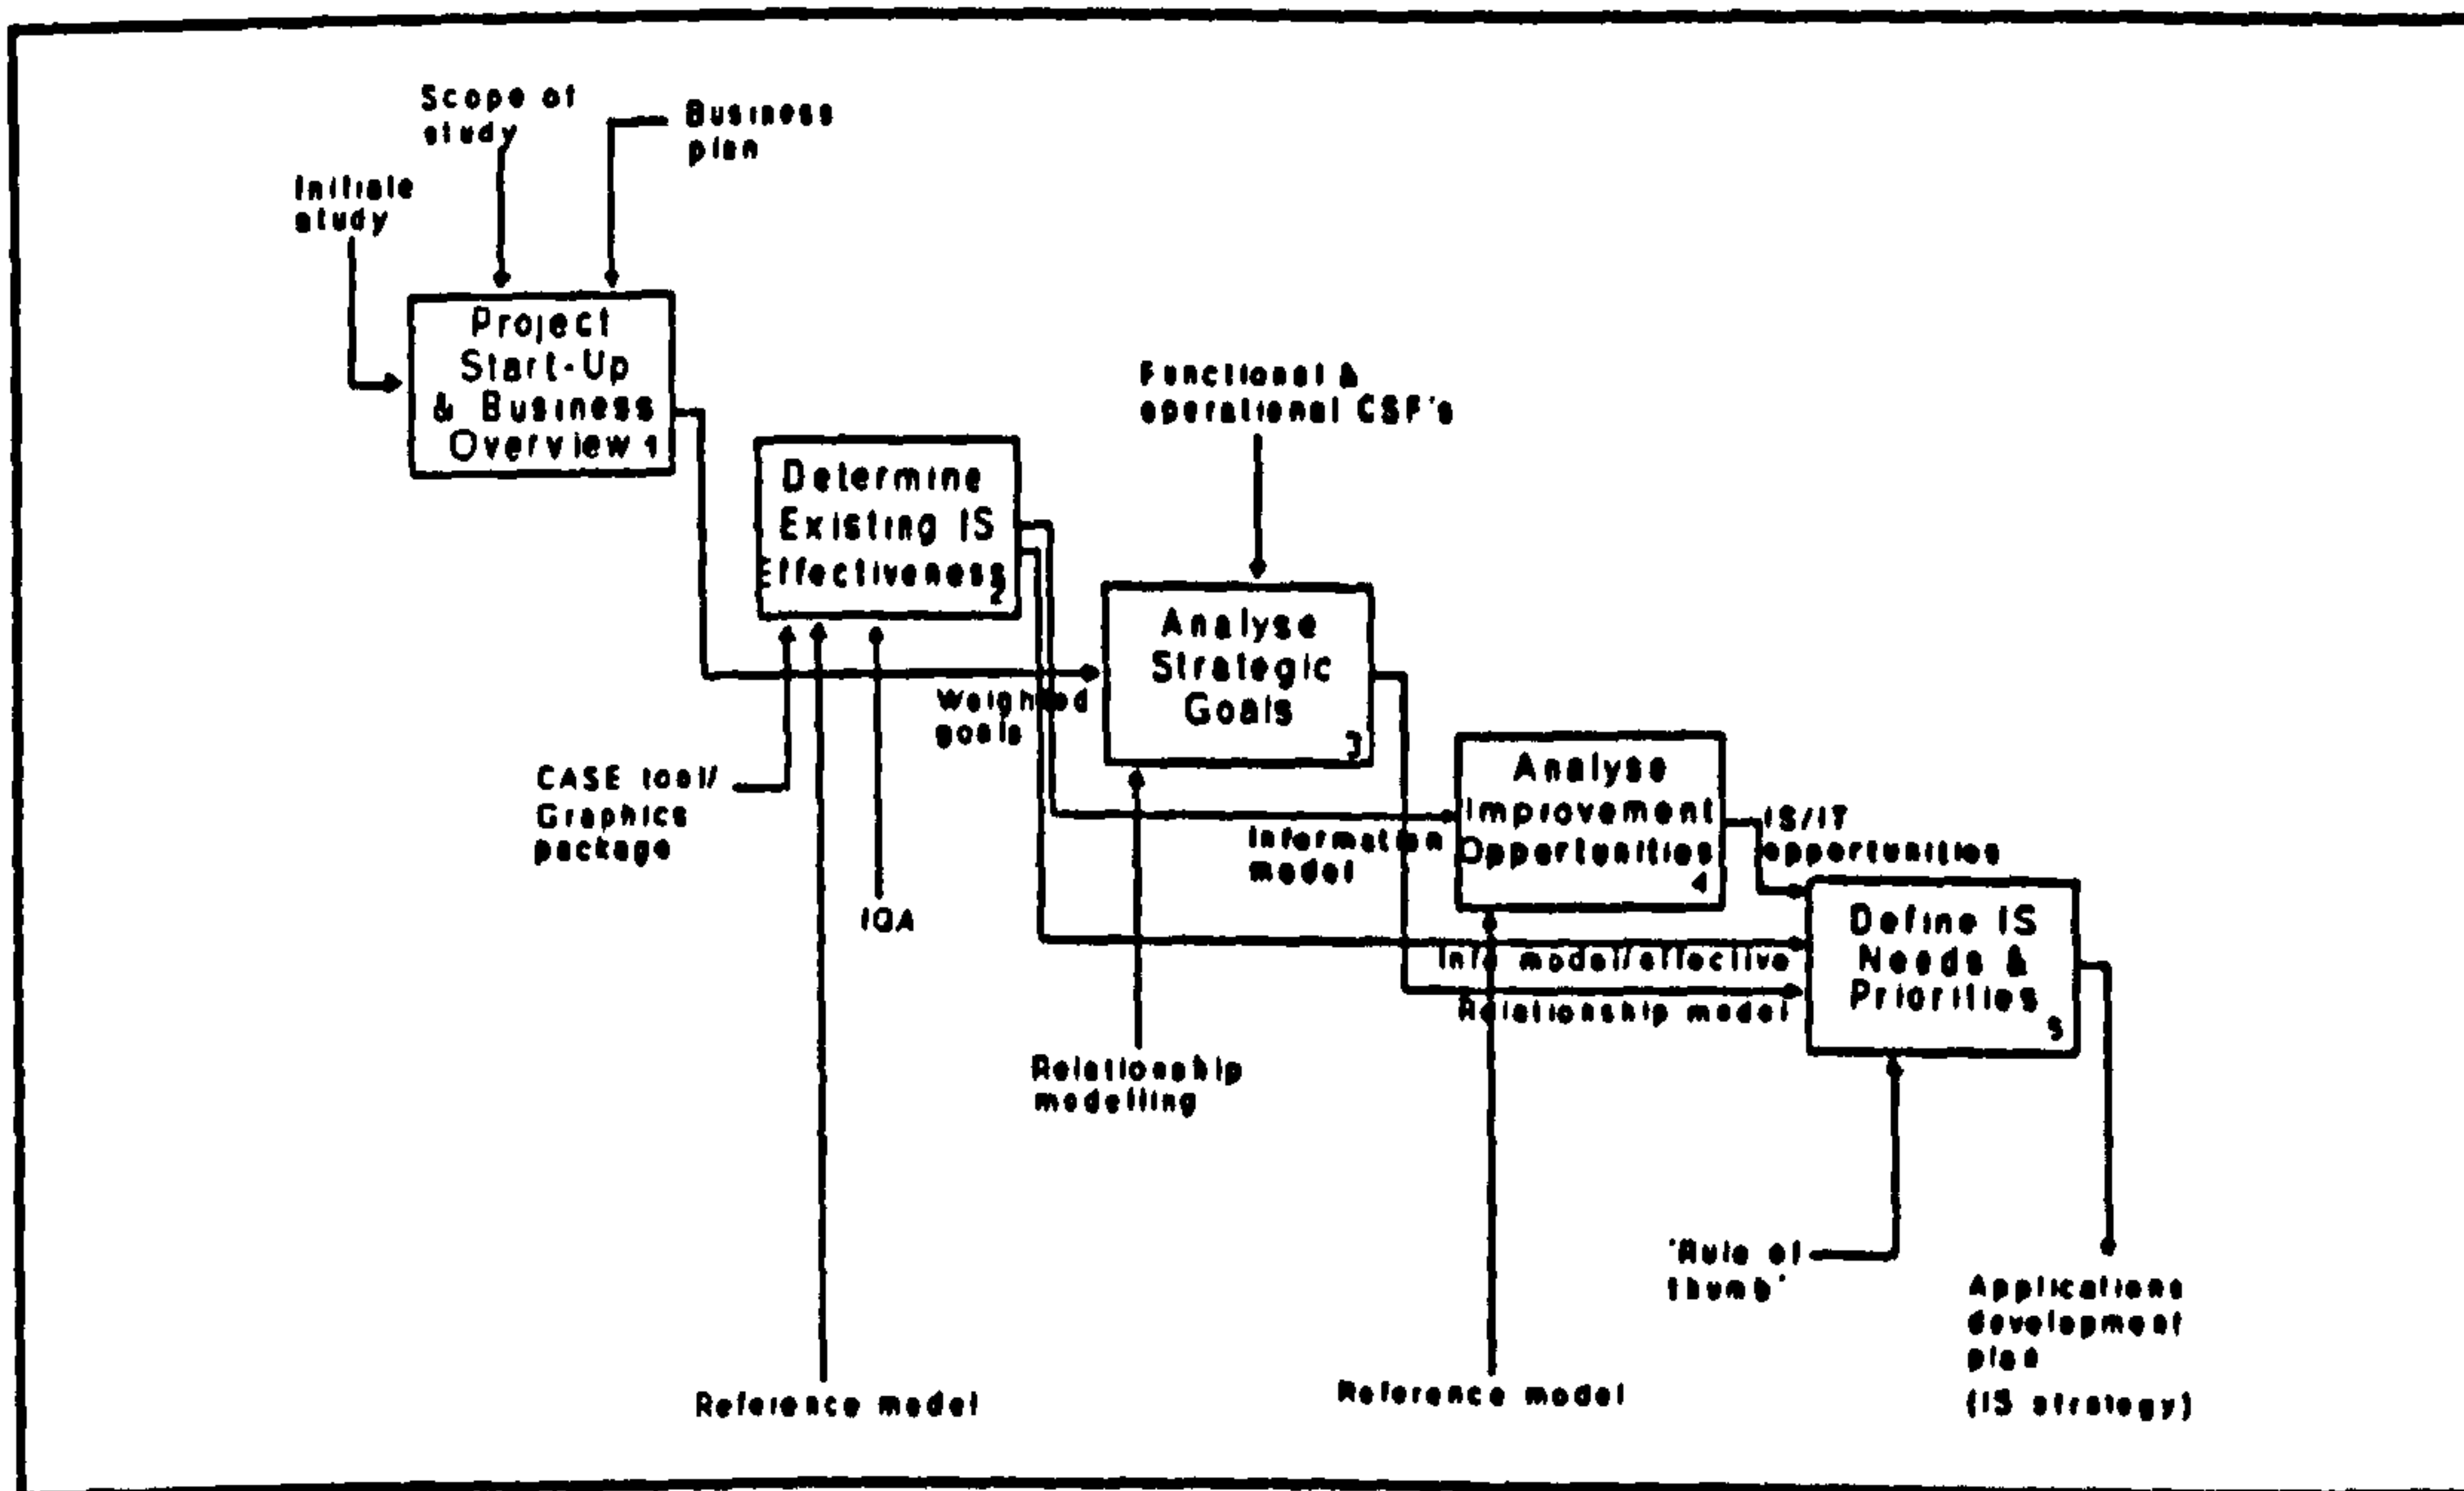 Scope of
study
Business
plan
Initiate
study
Project
Start-Up
& Business
Overview 1
Functional &
operational CSF's
Determine
Existing IS
Effectiveness
2
Analyse
Strategic
Goals
3
Weighted
goals
CASE tool/
Graphics
package
IQA
Analyse
Improvement
Opportunities
4
IS/IT
opportunities
Information
model
Define IS
Needs &
Priorities
5
Info model/effective
Relationship model
Relationship
modelling
'Rule of
thumb'
Applications
development
plan
(IS strategy)
Reference model
Reference model